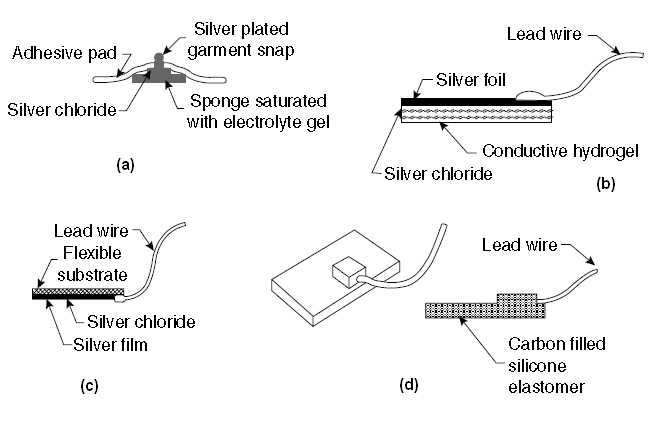 Silver plated
garment snap
Adhesive pad
Silver chloride
Sponge saturated
with electrolyte gel
(a)
Lead wire
Silver foil
Conductive hydrogel
Silver chloride
(b)
Lead wire
Flexible
substrate
Silver chloride
Silver film
(c)
Lead wire
Carbon filled
silicone
elastomer
(d)